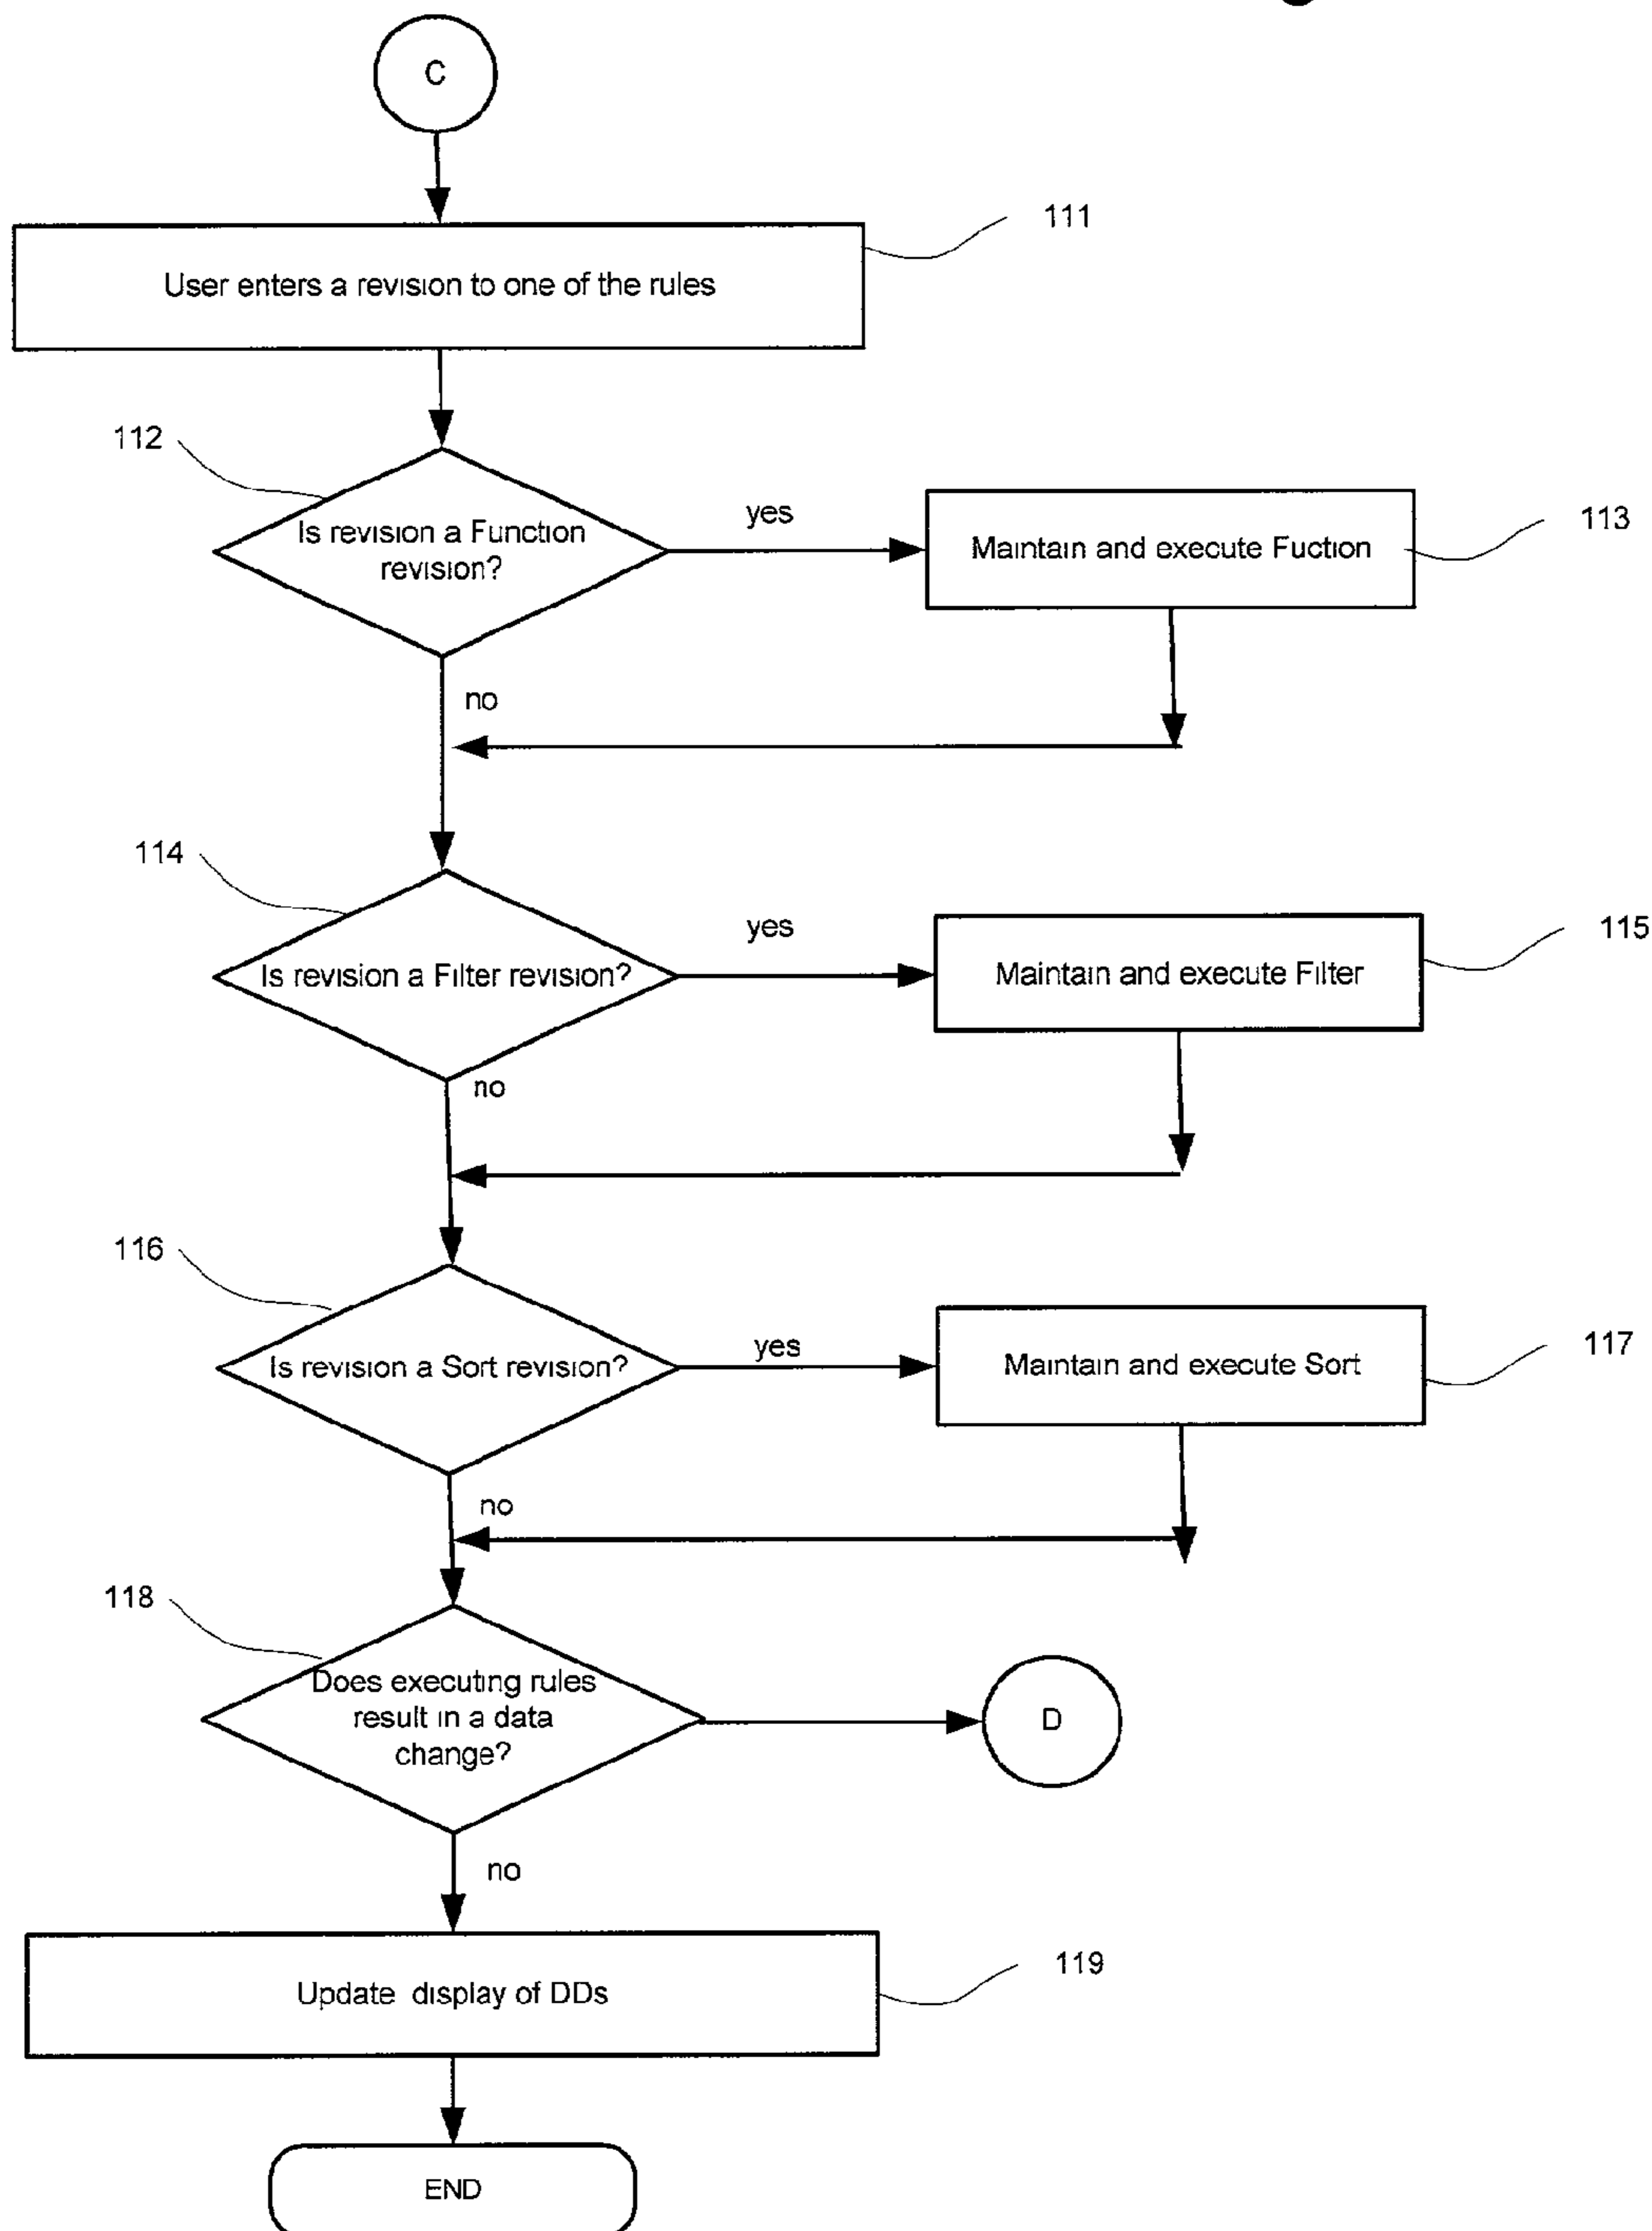 C
111
User enters a revision to one of the rules
112
Is revision a Function
revision?
yes
113
Maintain and execute Fuction
no
114
Is revision a Filter revision?
yes
115
Maintain and execute Filter
no
116
Is revision a Sort revision?
yes
117
Maintain and execute Sort
no
118
Does executing rules
result in a data
change?
D
no
119
Update display of DDs
END